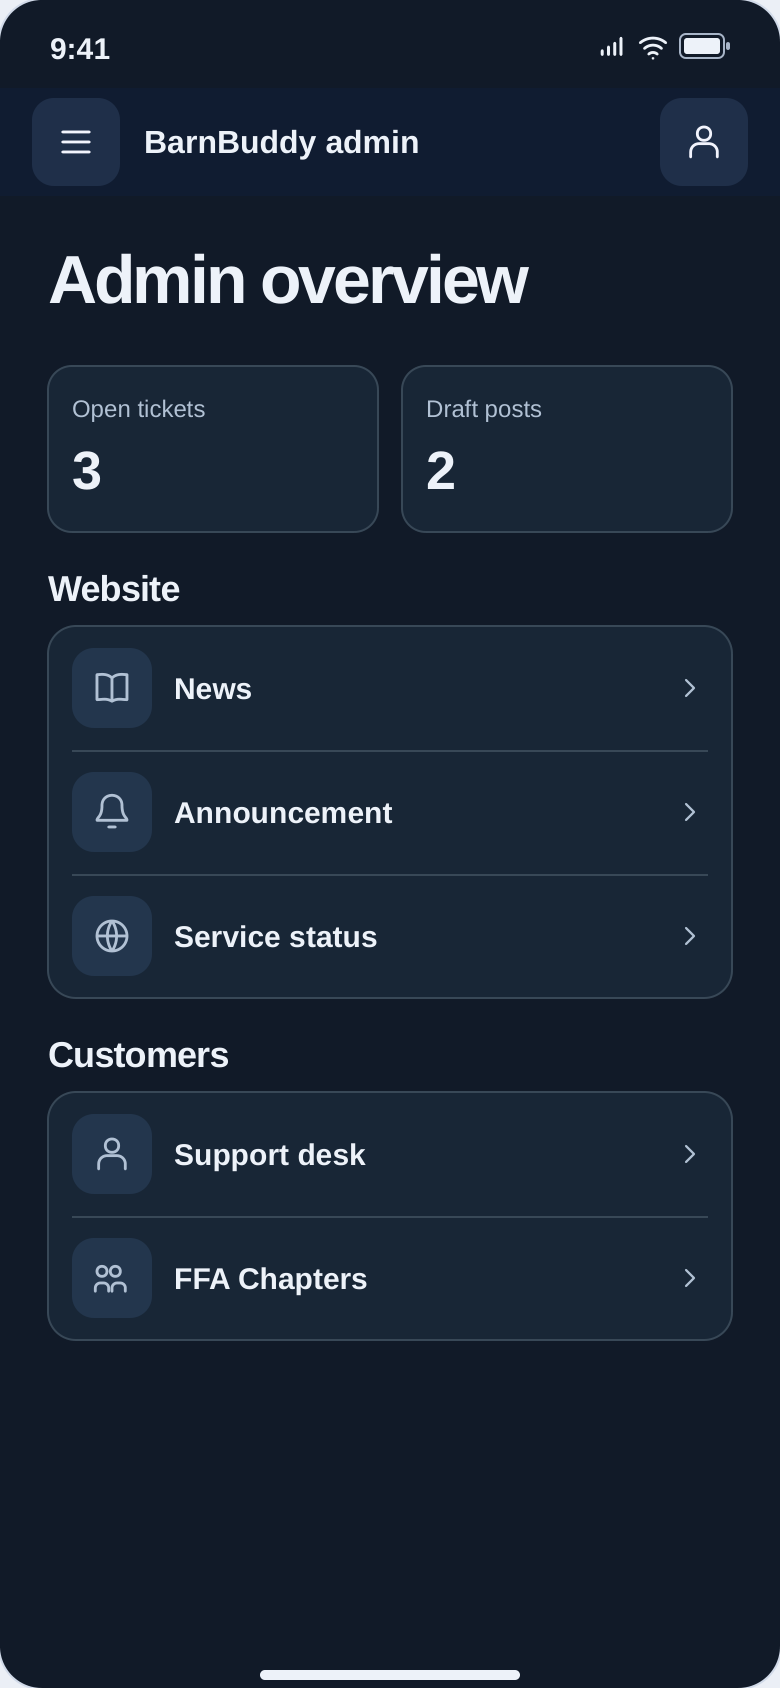 9:41
BarnBuddy admin
Admin overview
Open tickets
3
Draft posts
2
Website
News
Announcement
Service status
Customers
Support desk
FFA Chapters